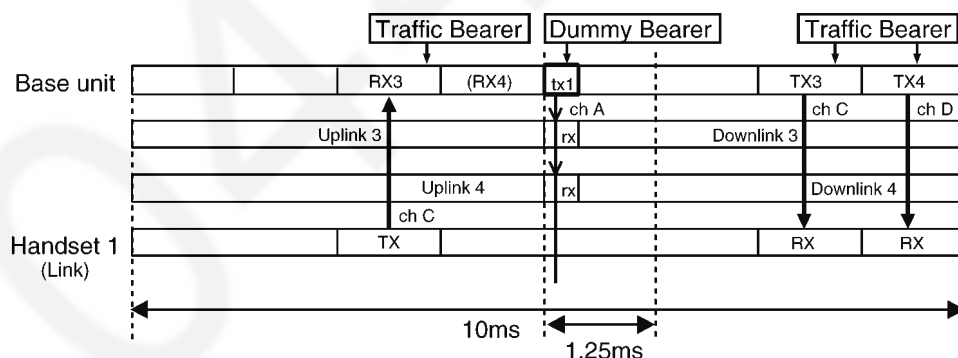 Traffic Bearer Dummy Bearer Traffic Bearer
Base unit RX3 (RX4) tx1 TX3 TX4
ch A ch C ch D
Uplink 3 rx Downlink 3
Uplink 4 rx Downlink 4
ch C
Handset 1 TX RX RX
(Link)
10ms
1.25ms